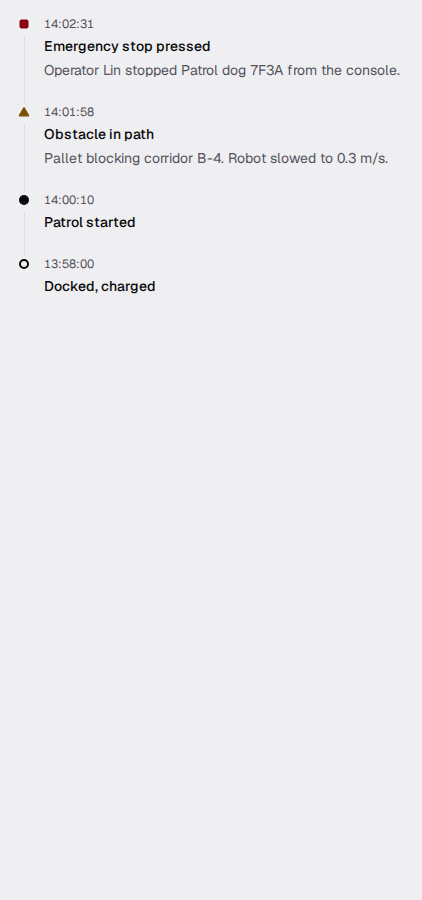 14:02:31
Emergency stop pressed
Operator Lin stopped Patrol dog 7F3A from the console.
14:01:58
Obstacle in path
Pallet blocking corridor B-4. Robot slowed to 0.3 m/s.
14:00:10
Patrol started
13:58:00
Docked, charged